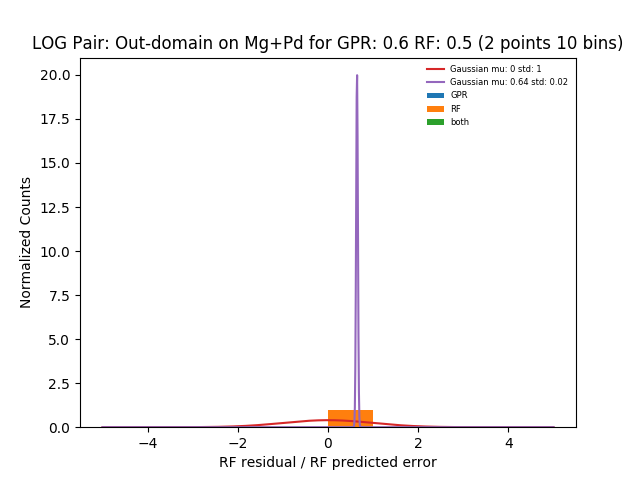 LOG Pair: Out-domain on Mg+Pd for GPR: 0.6 RF: 0.5 (2 points 10 bins)
Gaussian mu: 0 std: 1
Gaussian mu: 0.64 std: 0.02
GPR
RF
both
Normalized Counts
20.0
17.5
15.0
12.5
10.0
7.5
5.0
2.5
0.0
−4
−2
0
2
4
RF residual / RF predicted error